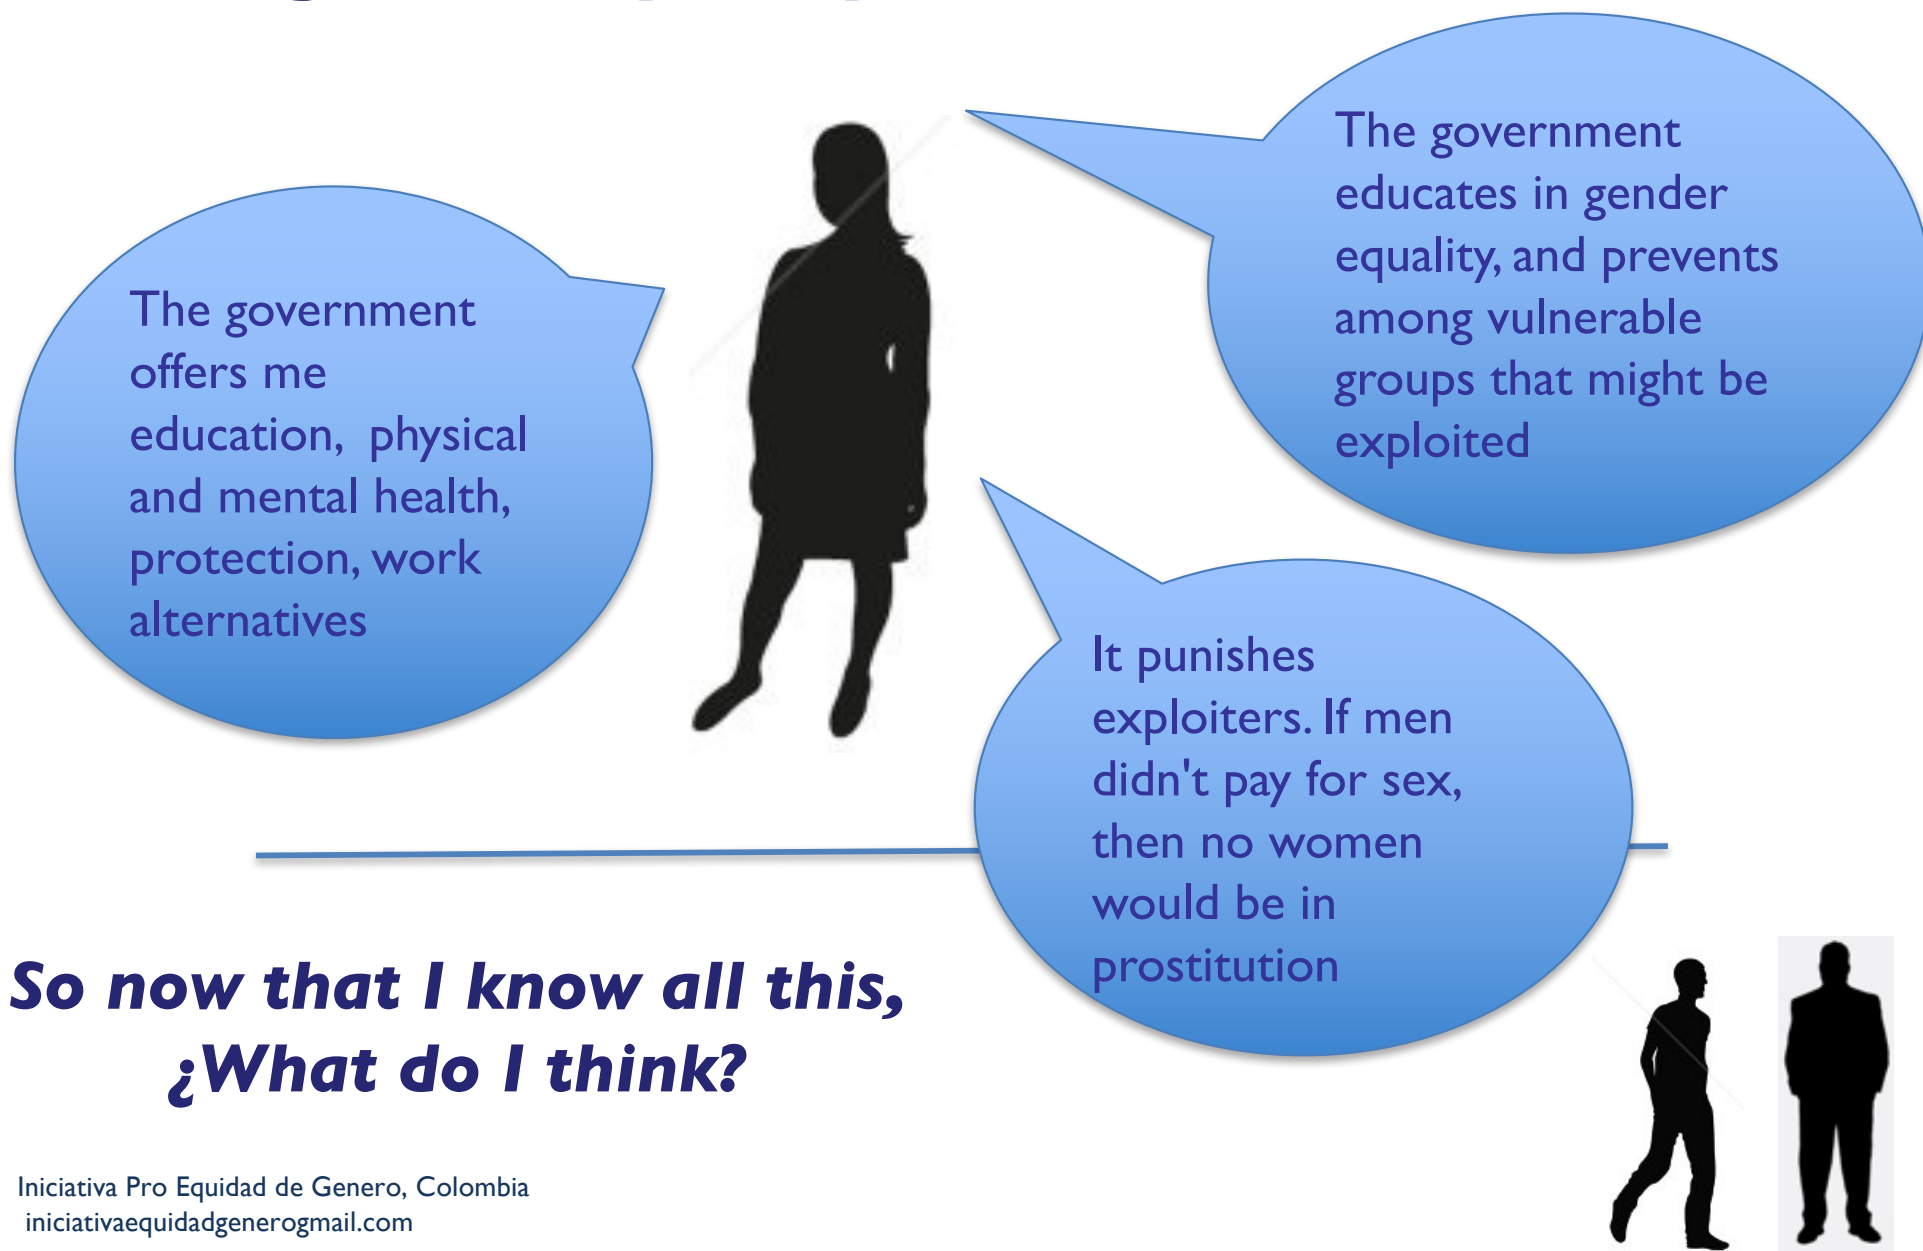 The government
offers me
education, physical
and mental health,
protection, work
alternatives
The government
educates in gender
equality, and prevents
among vulnerable
groups that might be
exploited
It punishes
exploiters. If men
didn't pay for sex,
then no women
would be in
prostitution
So now that I know all this,
¿What do I think?
Iniciativa Pro Equidad de Genero, Colombia
iniciativaequidadgenerogmail.com